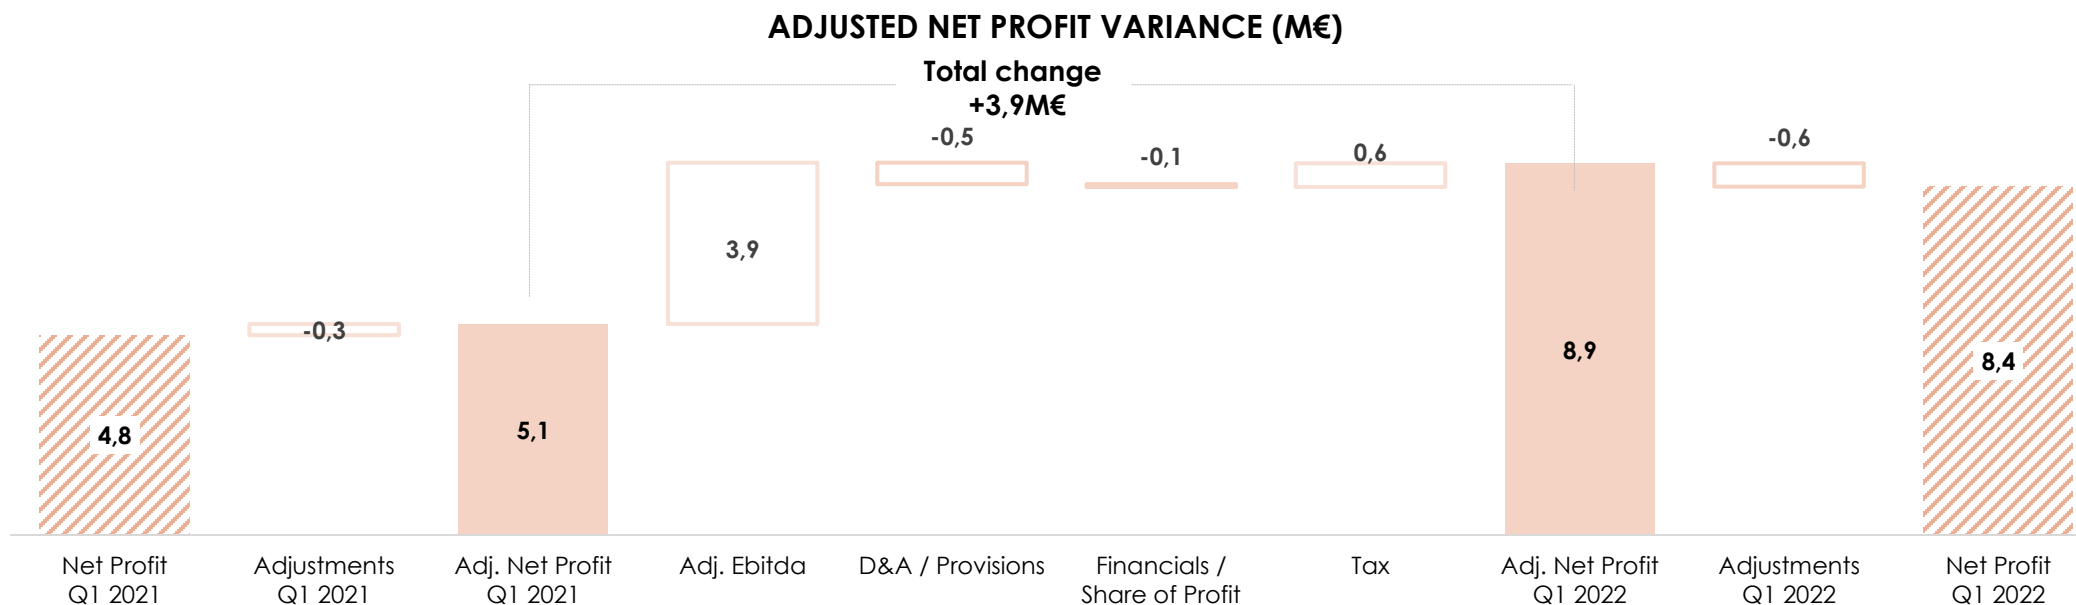 ADJUSTED NET PROFIT VARIANCE (M€)
Total change
+3,9M€
4,8
-0,3
5,1
3,9
-0,5
-0,1
0,6
8,9
-0,6
8,4
Net Profit
Q1 2021
Adjustments
Q1 2021
Adj. Net Profit
Q1 2021
Adj. Ebitda
D&A / Provisions
Financials /
Share of Profit
Tax
Adj. Net Profit
Q1 2022
Adjustments
Q1 2022
Net Profit
Q1 2022